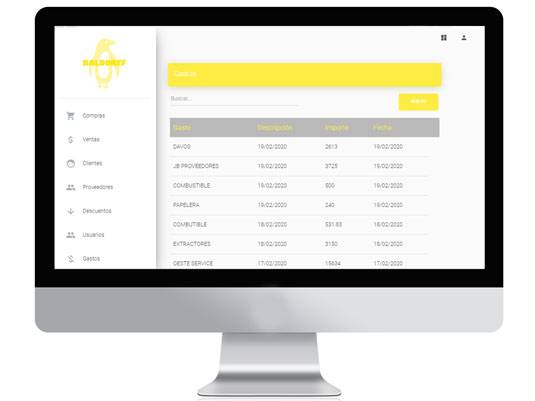 BALDORFF
Gastos
Buscar...
NUEVO
Compras
Ventas
Clientes
Proveedores
Descuentos
Usuarios
Gastos
Gasto Descripción Importe Fecha
DAVOS 19/02/2020 2613 19/02/2020
JB PROVEEDORES 19/02/2020 3725 19/02/2020
COMBUSTIBLE 19/02/2020 500 19/02/2020
PAPELERA 19/02/2020 240 19/02/2020
COMBUTIBLE 18/02/2020 531.83 18/02/2020
EXTRACTORES 18/02/2020 3150 18/02/2020
OESTE SERVICE 17/02/2020 15634 17/02/2020